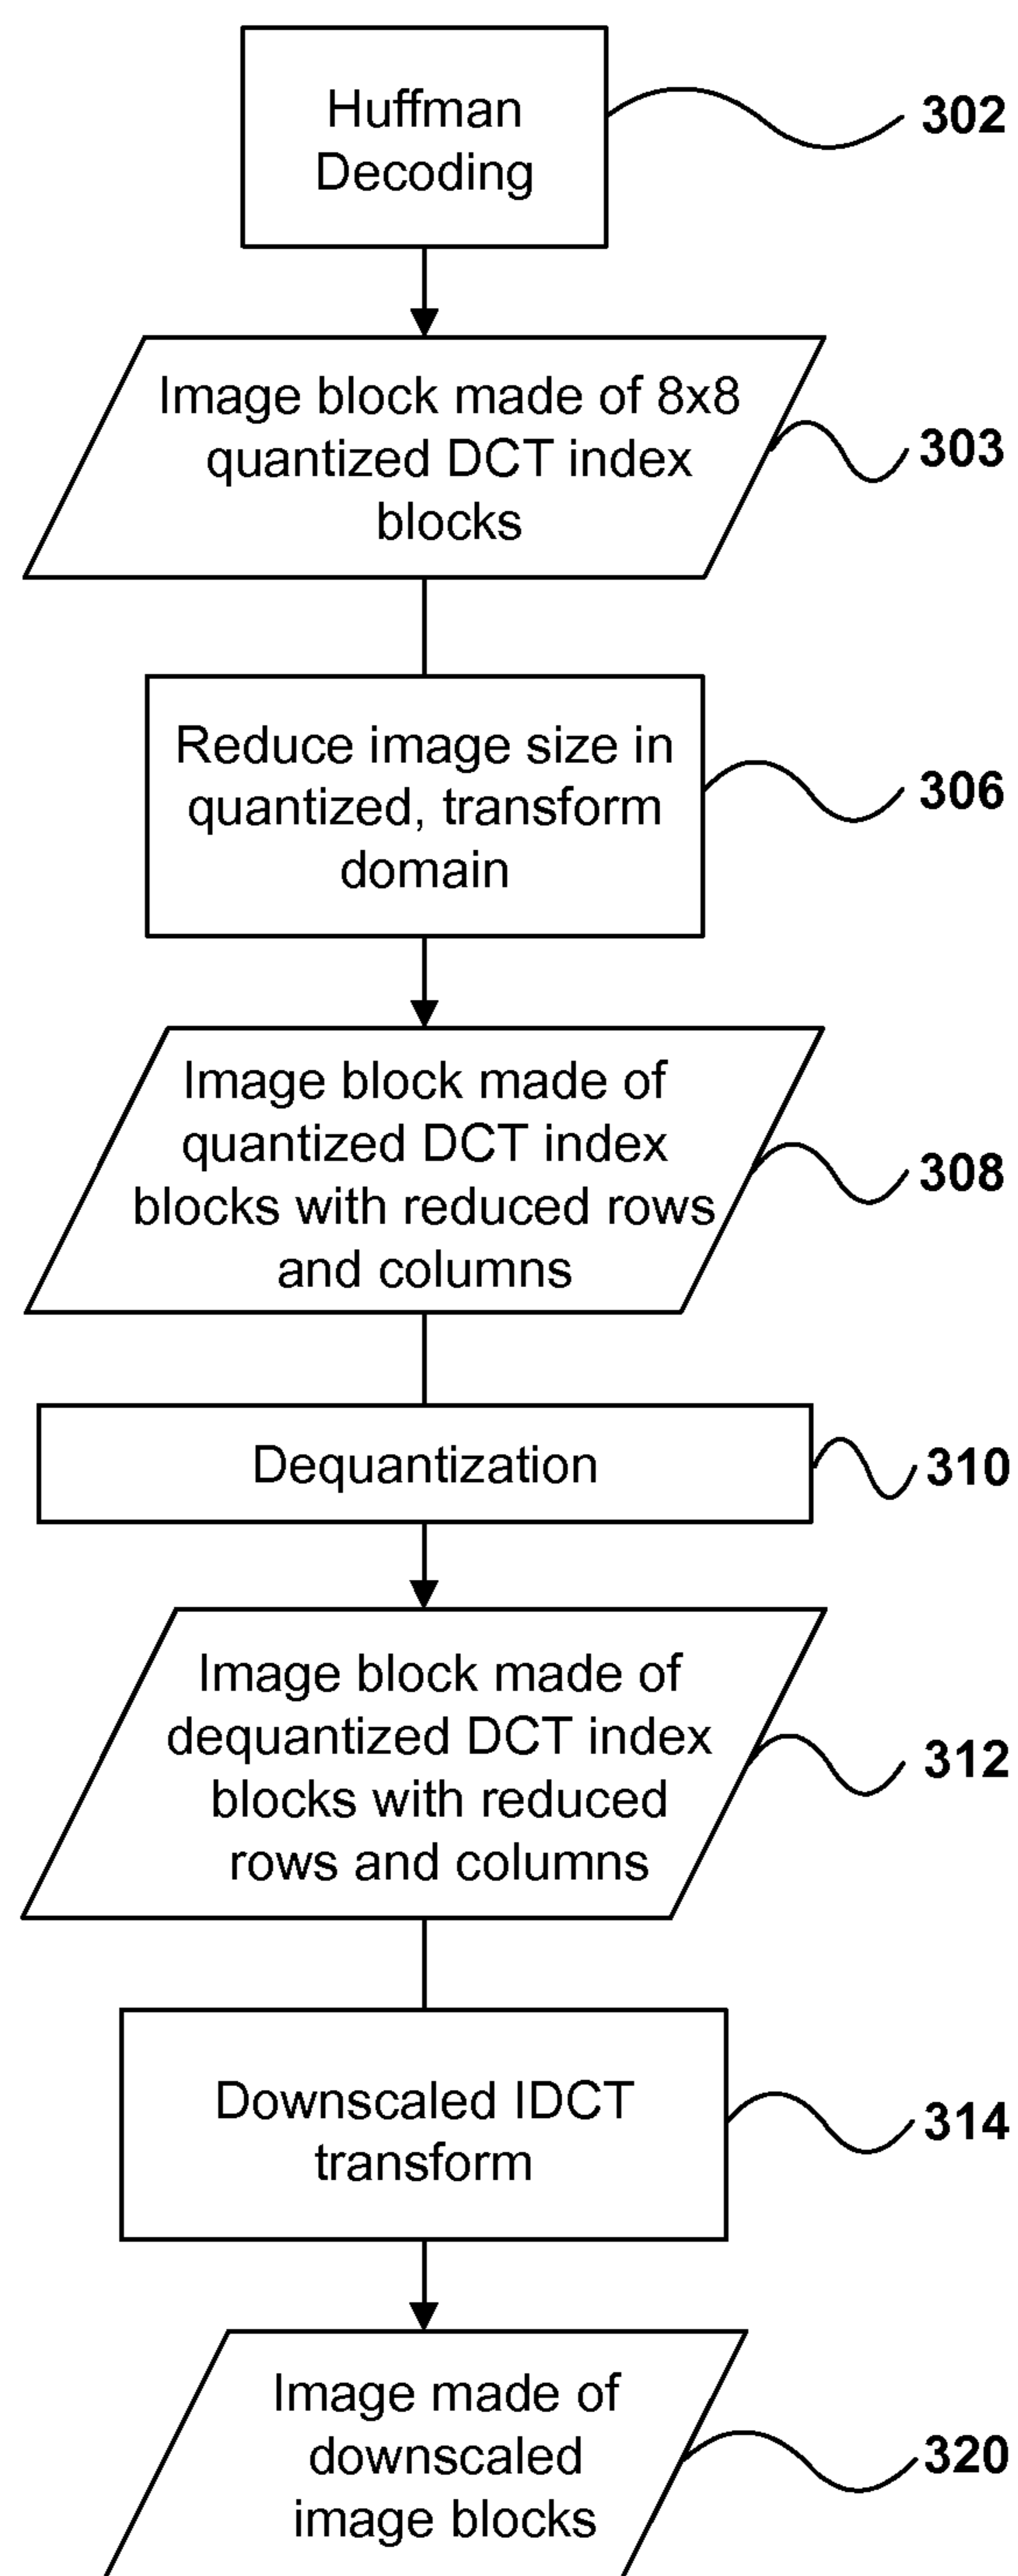 Huffman
Decoding
302
Image block made of 8x8
quantized DCT index
blocks
303
Reduce image size in
quantized, transform
domain
306
Image block made of
quantized DCT index
blocks with reduced rows
and columns
308
Dequantization
310
Image block made of
dequantized DCT index
blocks with reduced
rows and columns
312
Downscaled IDCT
transform
314
Image made of
downscaled
image blocks
320